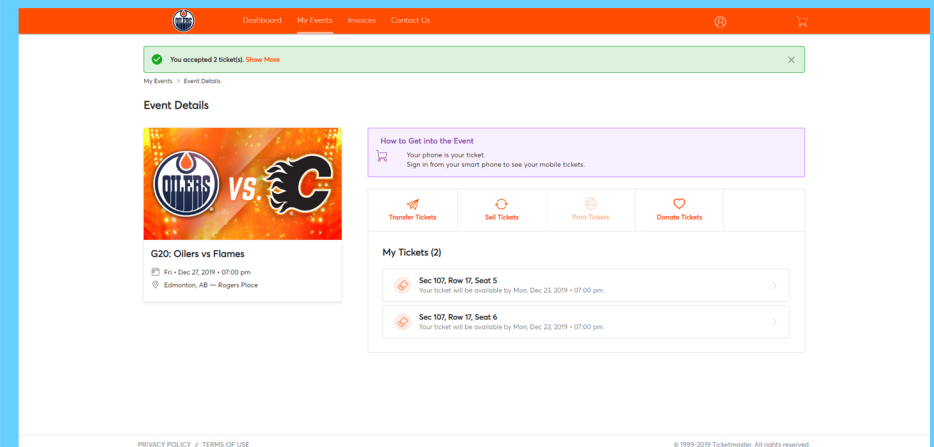 OILERS
Dashboard My Events Invoices Contact Us
You accepted 2 ticket(s). Show More
My Events > Event Details
Event Details
OILERS VS. C
How to Get into the Event
Your phone is your ticket.
Sign in from your smart phone to see your mobile tickets.
Transfer Tickets Sell Tickets Print Tickets Donate Tickets
G20: Oilers vs Flames
Fri • Dec 27, 2019 • 07:00 pm
Edmonton, AB — Rogers Place
My Tickets (2)
Sec 107, Row 17, Seat 5
Your ticket will be available by Mon, Dec 23, 2019 • 07:00 pm.
Sec 107, Row 17, Seat 6
Your ticket will be available by Mon, Dec 23, 2019 • 07:00 pm.
PRIVACY POLICY // TERMS OF USE
© 1999-2019 Ticketmaster. All rights reserved.